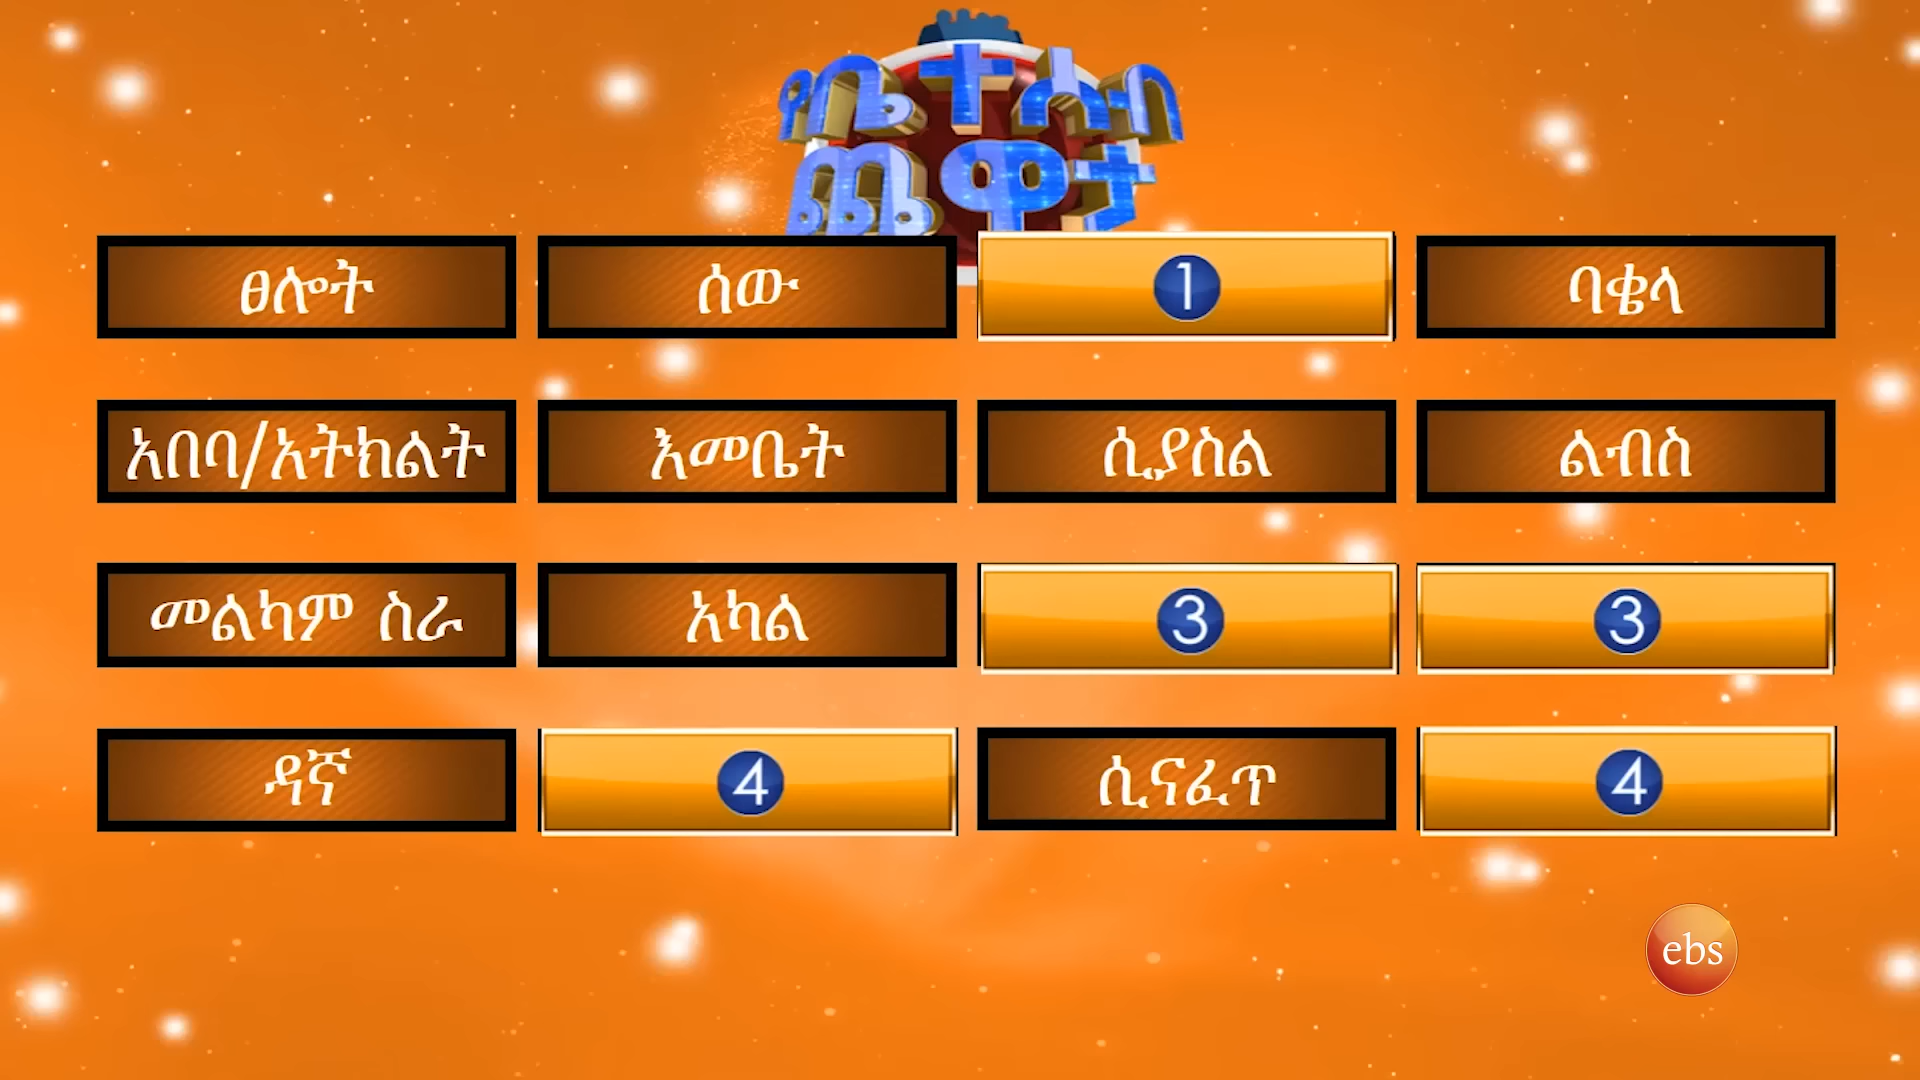 የቤተሰብ
ጨዋታ
ፀሎት ሰው 1 ባቄላ
አበባ/አትክልት እመቤት ሲያስል ልብስ
መልካም ስራ አካል 3 3
ዳኛ 4 ሲናፈጥ 4
ebs